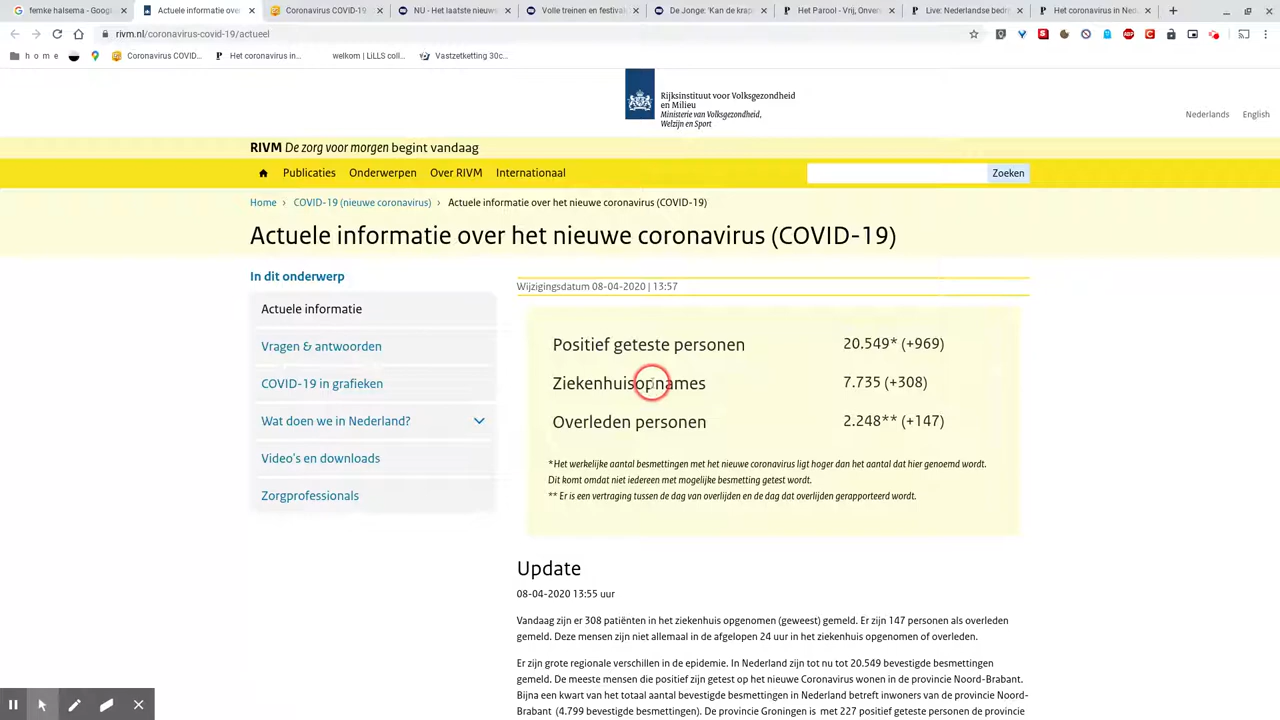 femke halsema - Goog
Actuele informatie over
Coronavirus COVID-19
NU - Het laatste nieuws
Volle treinen en festival
De Jonge: 'Kan de krap
Het Parool - Vrij, Onver
Live: Nederlandse bedr
Het coronavirus in Ned
rivm.nl/coronavirus-covid-19/actueel
h o m e
Coronavirus COVID...
Het coronavirus in...
welkom | LiLLS coll...
Vastzetketting 30c...
Rijksinstituut voor Volksgezondheid
en Milieu
Ministerie van Volksgezondheid,
Welzijn en Sport
Nederlands
English
RIVM De zorg voor morgen begint vandaag
Publicaties
Onderwerpen
Over RIVM
Internationaal
Zoeken
Home › COVID-19 (nieuwe coronavirus) › Actuele informatie over het nieuwe coronavirus (COVID-19)
Actuele informatie over het nieuwe coronavirus (COVID-19)
In dit onderwerp
Actuele informatie
Vragen & antwoorden
COVID-19 in grafieken
Wat doen we in Nederland?
Video's en downloads
Zorgprofessionals
Wijzigingsdatum 08-04-2020 | 13:57
Positief geteste personen 20.549* (+969)
Ziekenhuisopnames 7.735 (+308)
Overleden personen 2.248** (+147)
*Het werkelijke aantal besmettingen met het nieuwe coronavirus ligt hoger dan het aantal dat hier genoemd wordt.
Dit komt omdat niet iedereen met mogelijke besmetting getest wordt.
** Er is een vertraging tussen de dag van overlijden en de dag dat overlijden gerapporteerd wordt.
Update
08-04-2020 13:55 uur
Vandaag zijn er 308 patiënten in het ziekenhuis opgenomen (geweest) gemeld. Er zijn 147 personen als overleden
gemeld. Deze mensen zijn niet allemaal in de afgelopen 24 uur in het ziekenhuis opgenomen of overleden.
Er zijn grote regionale verschillen in de epidemie. In Nederland zijn tot nu tot 20.549 bevestigde besmettingen
gemeld. De meeste mensen die positief zijn getest op het nieuwe Coronavirus wonen in de provincie Noord-Brabant.
Bijna een kwart van het totaal aantal bevestigde besmettingen in Nederland betreft inwoners van de provincie Noord-
Brabant (4.799 bevestigde besmettingen). De provincie Groningen is met 227 positief geteste personen de provincie